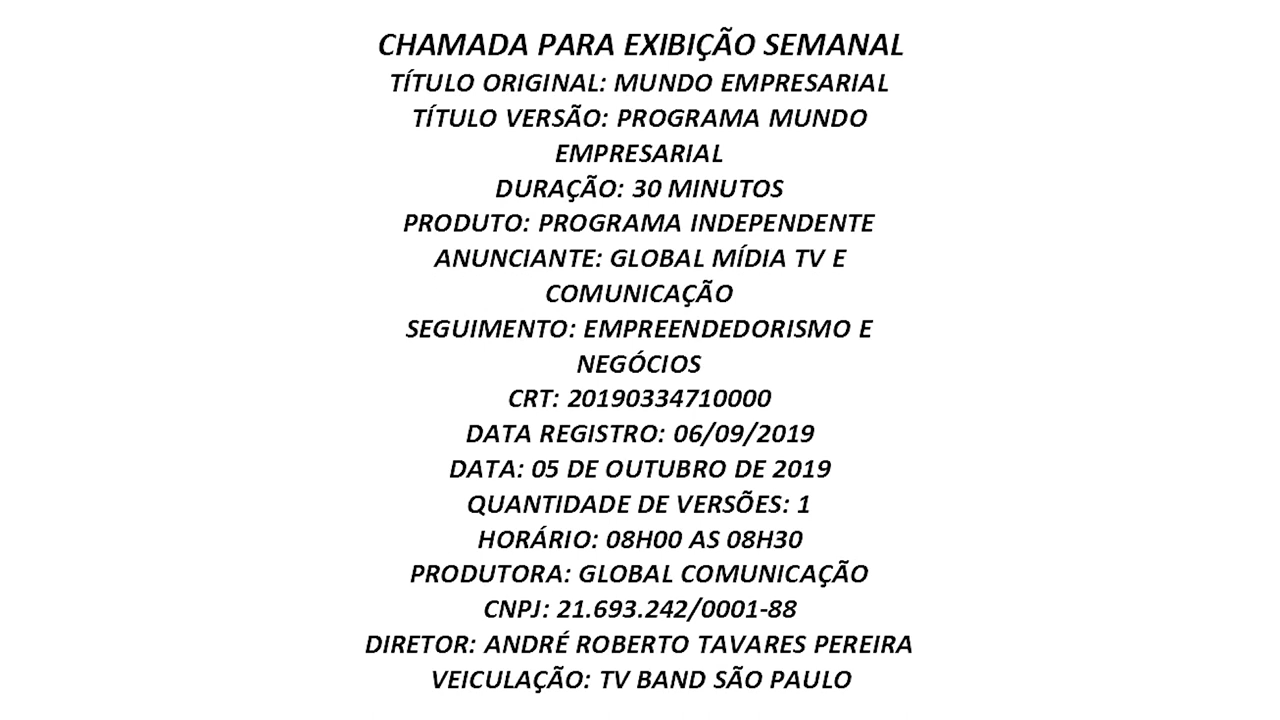 CHAMADA PARA EXIBIÇÃO SEMANAL
TÍTULO ORIGINAL: MUNDO EMPRESARIAL
TÍTULO VERSÃO: PROGRAMA MUNDO
EMPRESARIAL
DURAÇÃO: 30 MINUTOS
PRODUTO: PROGRAMA INDEPENDENTE
ANUNCIANTE: GLOBAL MÍDIA TV E
COMUNICAÇÃO
SEGUIMENTO: EMPREENDEDORISMO E
NEGÓCIOS
CRT: 20190334710000
DATA REGISTRO: 06/09/2019
DATA: 05 DE OUTUBRO DE 2019
QUANTIDADE DE VERSÕES: 1
HORÁRIO: 08H00 AS 08H30
PRODUTORA: GLOBAL COMUNICAÇÃO
CNPJ: 21.693.242/0001-88
DIRETOR: ANDRÉ ROBERTO TAVARES PEREIRA
VEICULAÇÃO: TV BAND SÃO PAULO